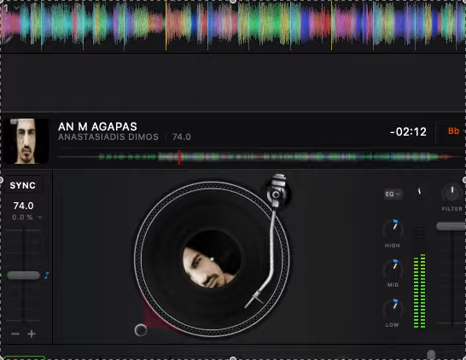 AN M AGAPAS
ANASTASIADIS DIMOS 74.0
-02:12
Bb
SYNC
74.0
0.0 %
EQ
FILTER
HIGH
MID
LOW